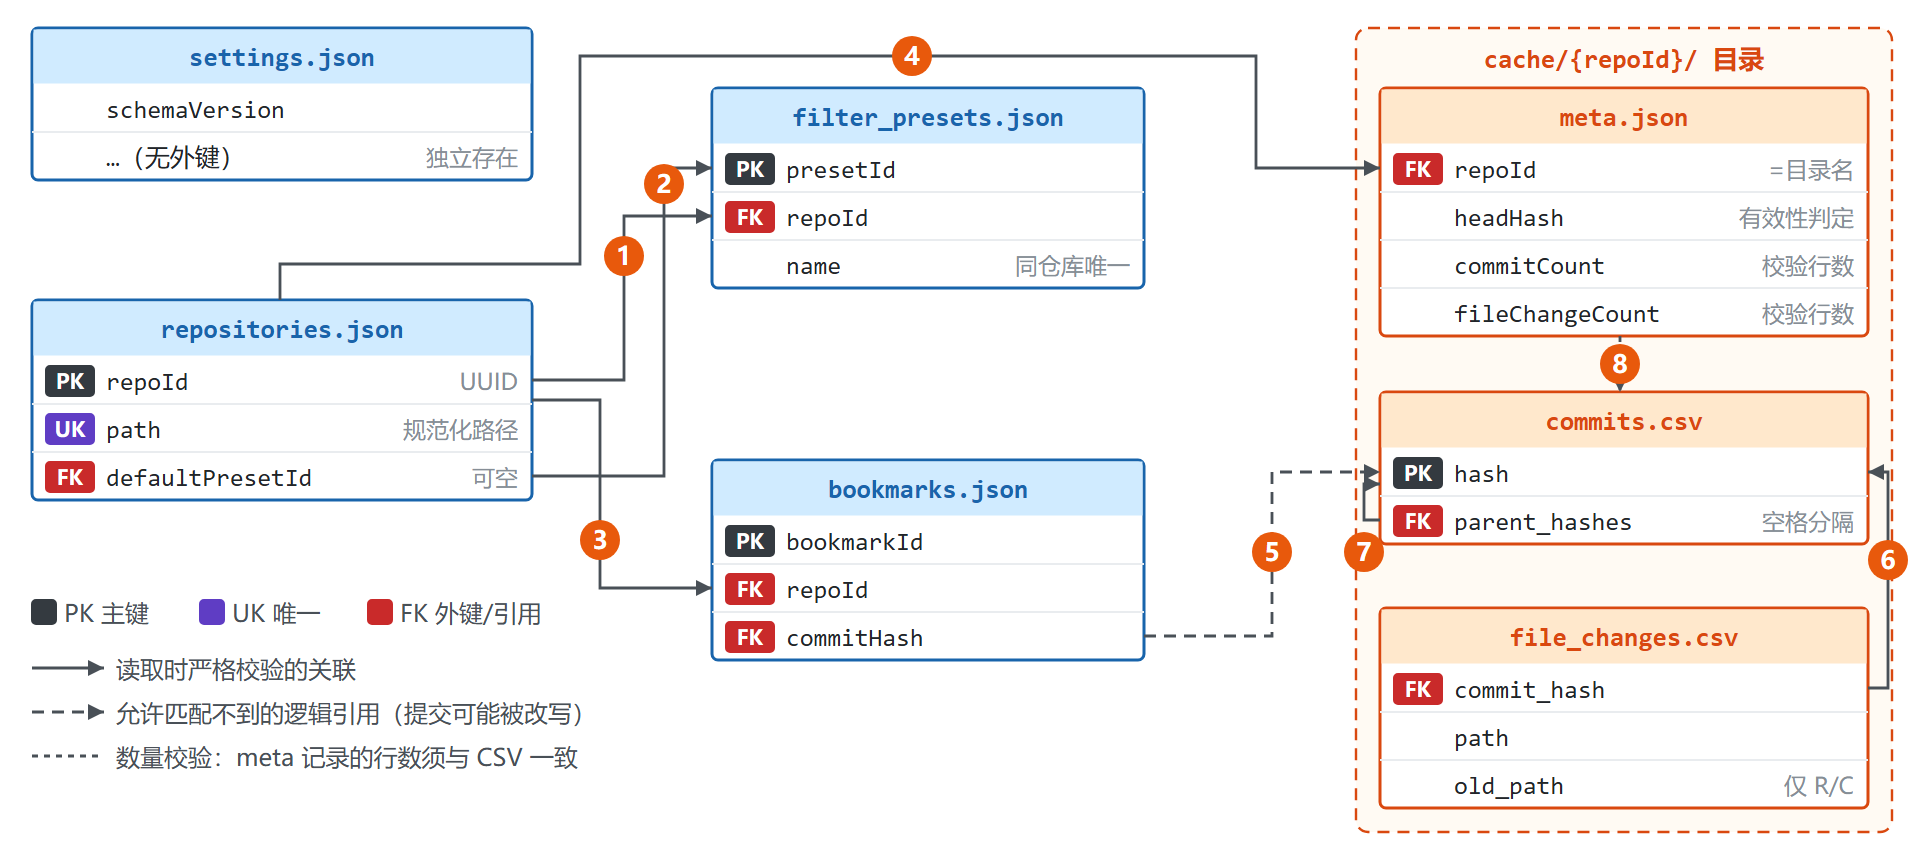 settings.json
schemaVersion
…（无外键） 独立存在
repositories.json
PK repoId UUID
UK path 规范化路径
FK defaultPresetId 可空
PK 主键 UK 唯一 FK 外键/引用
读取时严格校验的关联
允许匹配不到的逻辑引用（提交可能被改写）
数量校验：meta 记录的行数须与 CSV 一致
4
2
1
3
filter_presets.json
PK presetId
FK repoId
name 同仓库唯一
bookmarks.json
PK bookmarkId
FK repoId
FK commitHash
5
cache/{repoId}/ 目录
meta.json
FK repoId =目录名
headHash 有效性判定
commitCount 校验行数
fileChangeCount 校验行数
8
commits.csv
PK hash
FK parent_hashes 空格分隔
7
6
file_changes.csv
FK commit_hash
path
old_path 仅 R/C